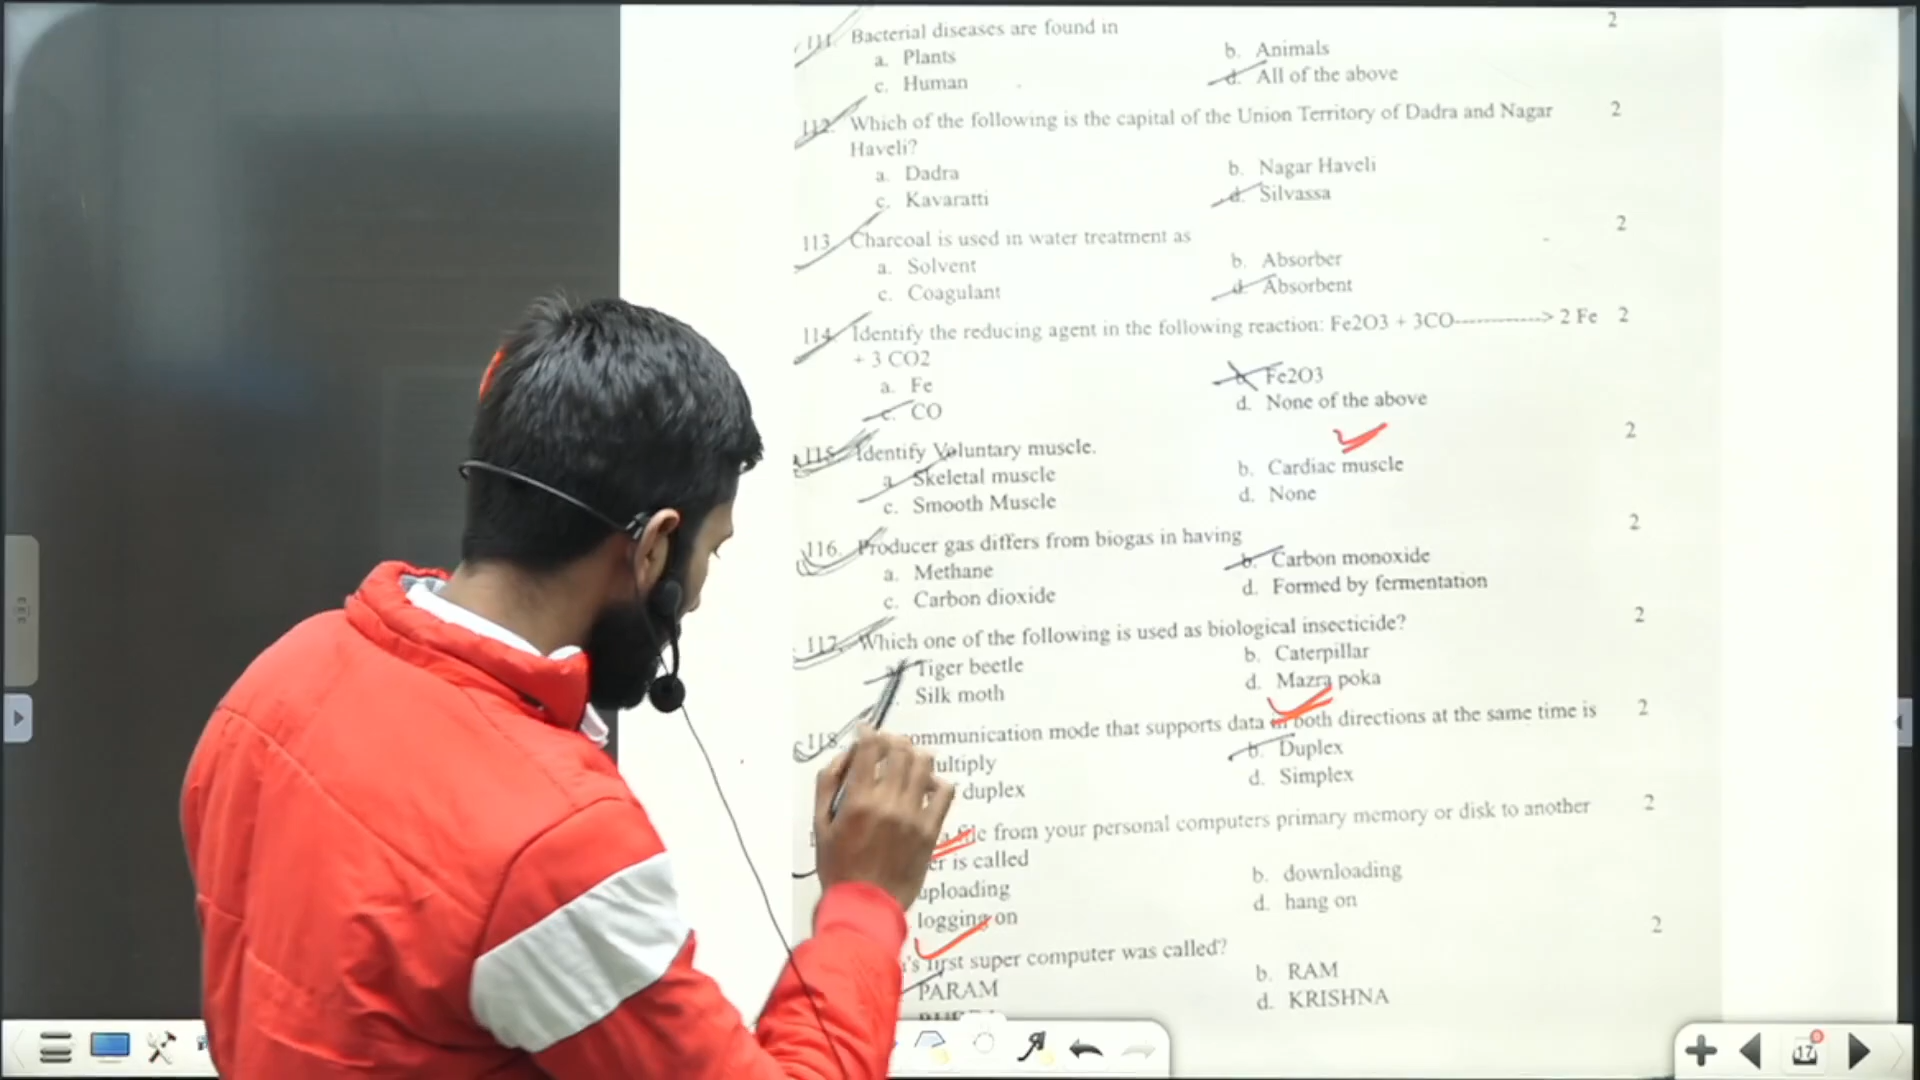 111. Bacterial diseases are found in 2
a. Plants b. Animals
c. Human d. All of the above
112. Which of the following is the capital of the Union Territory of Dadra and Nagar 2
Haveli?
a. Dadra b. Nagar Haveli
c. Kavaratti d. Silvassa
113. Charcoal is used in water treatment as 2
a. Solvent b. Absorber
c. Coagulant d. Absorbent
114. Identify the reducing agent in the following reaction: Fe2O3 + 3CO-------------> 2 Fe 2
+ 3 CO2
a. Fe b. Fe2O3
c. CO d. None of the above
115. Identify Voluntary muscle. 2
a. Skeletal muscle b. Cardiac muscle
c. Smooth Muscle d. None
116. Producer gas differs from biogas in having 2
a. Methane b. Carbon monoxide
c. Carbon dioxide d. Formed by fermentation
117. Which one of the following is used as biological insecticide? 2
Tiger beetle b. Caterpillar
Silk moth d. Mazra poka
118. ommunication mode that supports data in both directions at the same time is 2
ultiply b. Duplex
duplex d. Simplex
a file from your personal computers primary memory or disk to another 2
er is called
uploading b. downloading
logging on d. hang on
's first super computer was called? 2
PARAM b. RAM
d. KRISHNA
17